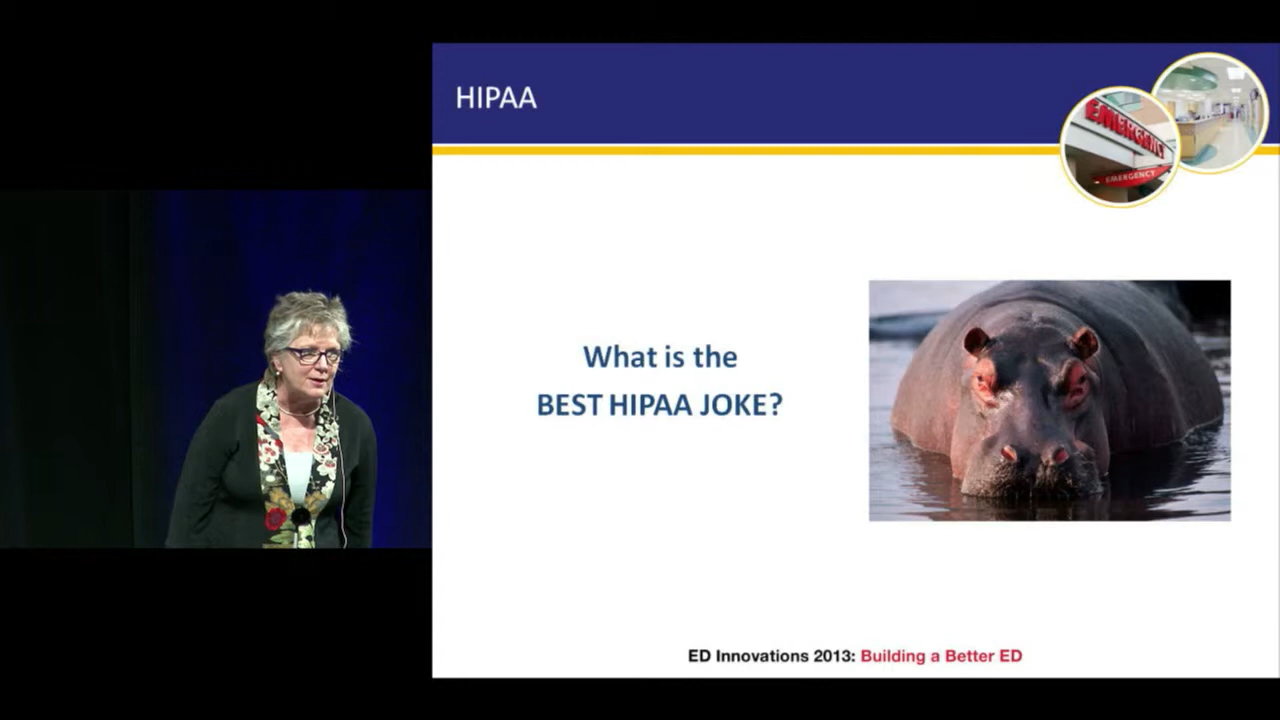 HIPAA
EMERGENCY
EMERGENCY
What is the
BEST HIPAA JOKE?
ED Innovations 2013: Building a Better ED